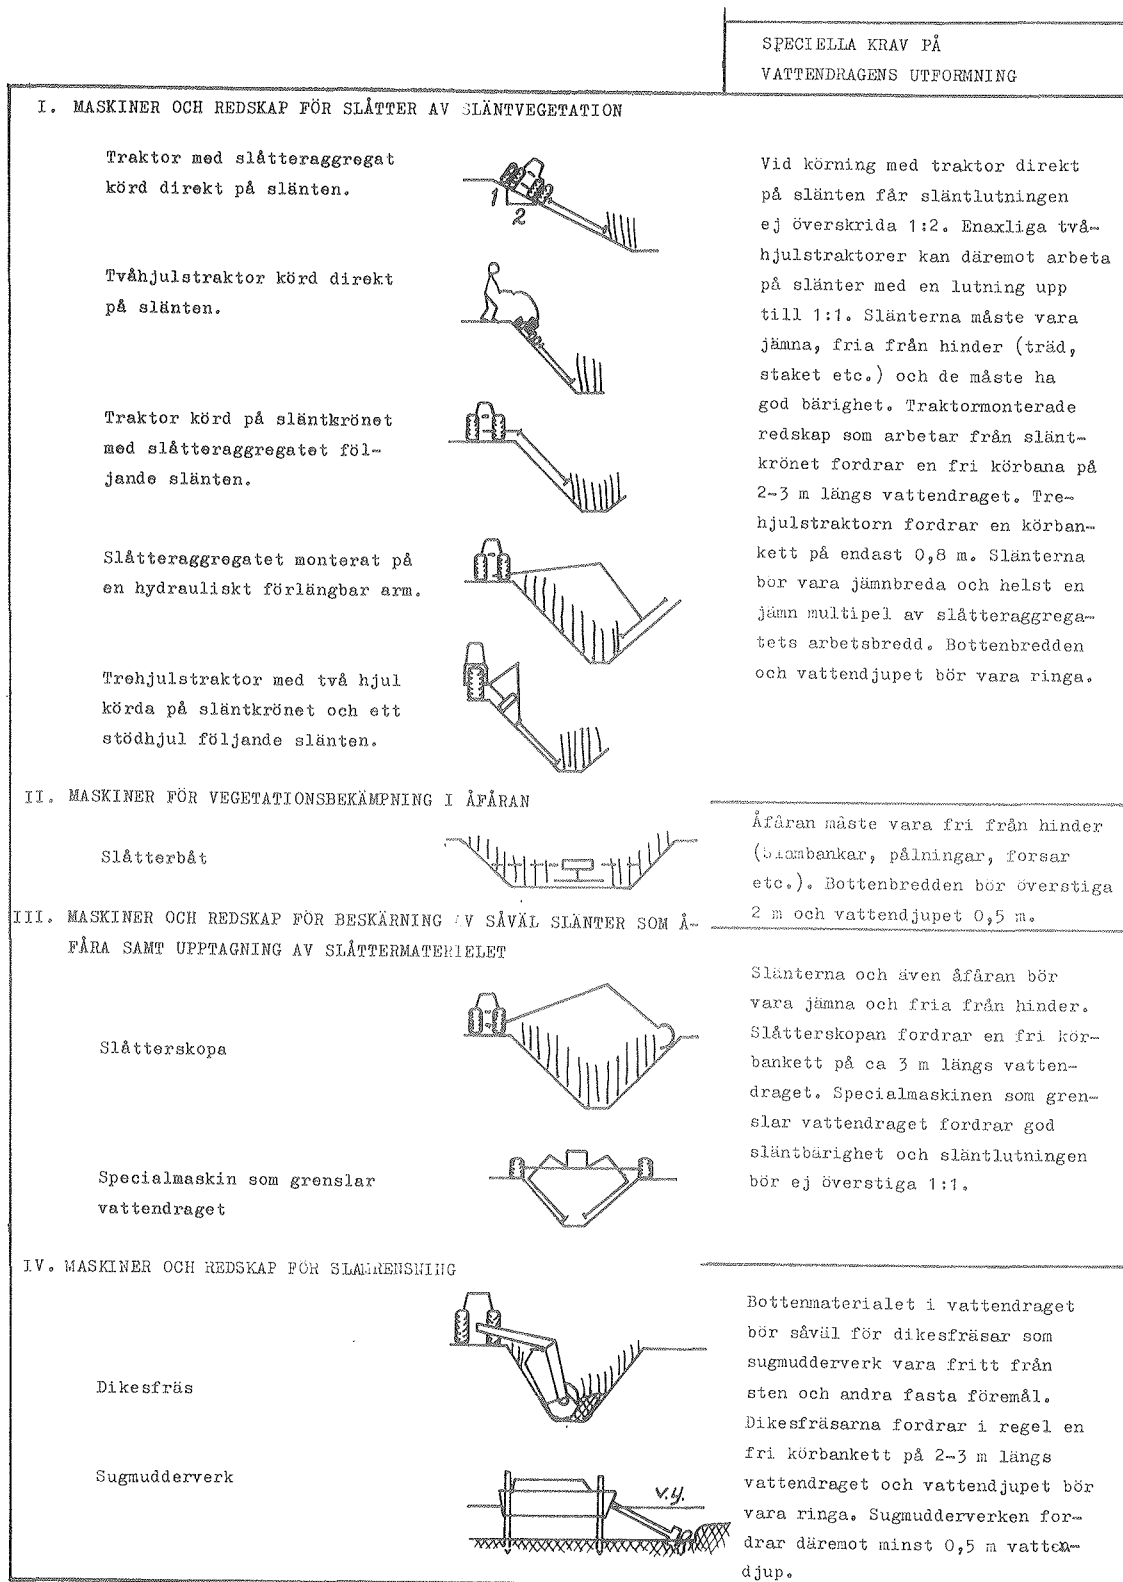 SPECIELLA KRAV PÅ
VATTENDRAGENS UTFORMNING
I. MASKINER OCH REDSKAP FÖR SLÅTTER AV SLÄNTVEGETATION
Traktor med slåtteraggregat
körd direkt på slänten.
1
2
Vid körning med traktor direkt
på slänten får släntlutningen
ej överskrida 1:2. Enaxliga två-
hjulstraktorer kan däremot arbeta
på slänter med en lutning upp
till 1:1. Slänterna måste vara
jämna, fria från hinder (träd,
staket etc.) och de måste ha
god bärighet. Traktormonterade
redskap som arbetar från slänt-
krönet fordrar en fri körbana på
2-3 m längs vattendraget. Tre-
hjulstraktorn fordrar en körban-
kett på endast 0,8 m. Slänterna
bör vara jämnbreda och helst en
jämn multipel av slåtteraggrega-
tets arbetsbredd. Bottenbredden
och vattendjupet bör vara ringa.
Tvåhjulstraktor körd direkt
på slänten.
Traktor körd på släntkrönet
med slåtteraggregatet föl-
jande slänten.
Slåtteraggregatet monterat på
en hydrauliskt förlängbar arm.
Trehjulstraktor med två hjul
körda på släntkrönet och ett
stödhjul följande slänten.
II. MASKINER FÖR VEGETATIONSBEKÄMPNING I ÅFÅRAN
Slåtterbåt
Åfåran måste vara fri från hinder
pålningar, forsar
etc.). Bottenbredden bör överstiga
2 m och vattendjupet 0,5 m.
III. MASKINER OCH REDSKAP FÖR BESKÄRNING AV SÅVÄL SLÄNTER SOM Å-
FÅRA SAMT UPPTAGNING AV SLÅTTERMATERIELET
Slåtterskopa
Slänterna och även åfåran bör
vara jämna och fria från hinder.
Slåtterskopan fordrar en fri kör-
bankett på ca 3 m längs vatten-
draget. Specialmaskinen som gren-
slar vattendraget fordrar god
släntbärighet och släntlutningen
bör ej överstiga 1:1.
Specialmaskin som grenslar
vattendraget
IV. MASKINER OCH REDSKAP FÖR SLAMRENSNING
Dikesfräs
Bottenmaterialet i vattendraget
bör såväl för dikesfräsar som
sugmudderverk vara fritt från
sten och andra fasta föremål.
Dikesfräsarna fordrar i regel en
fri körbankett på 2-3 m längs
vattendraget och vattendjupet bör
vara ringa. Sugmudderverken for-
drar däremot minst 0,5 m vatten-
djup.
Sugmudderverk
v.y.